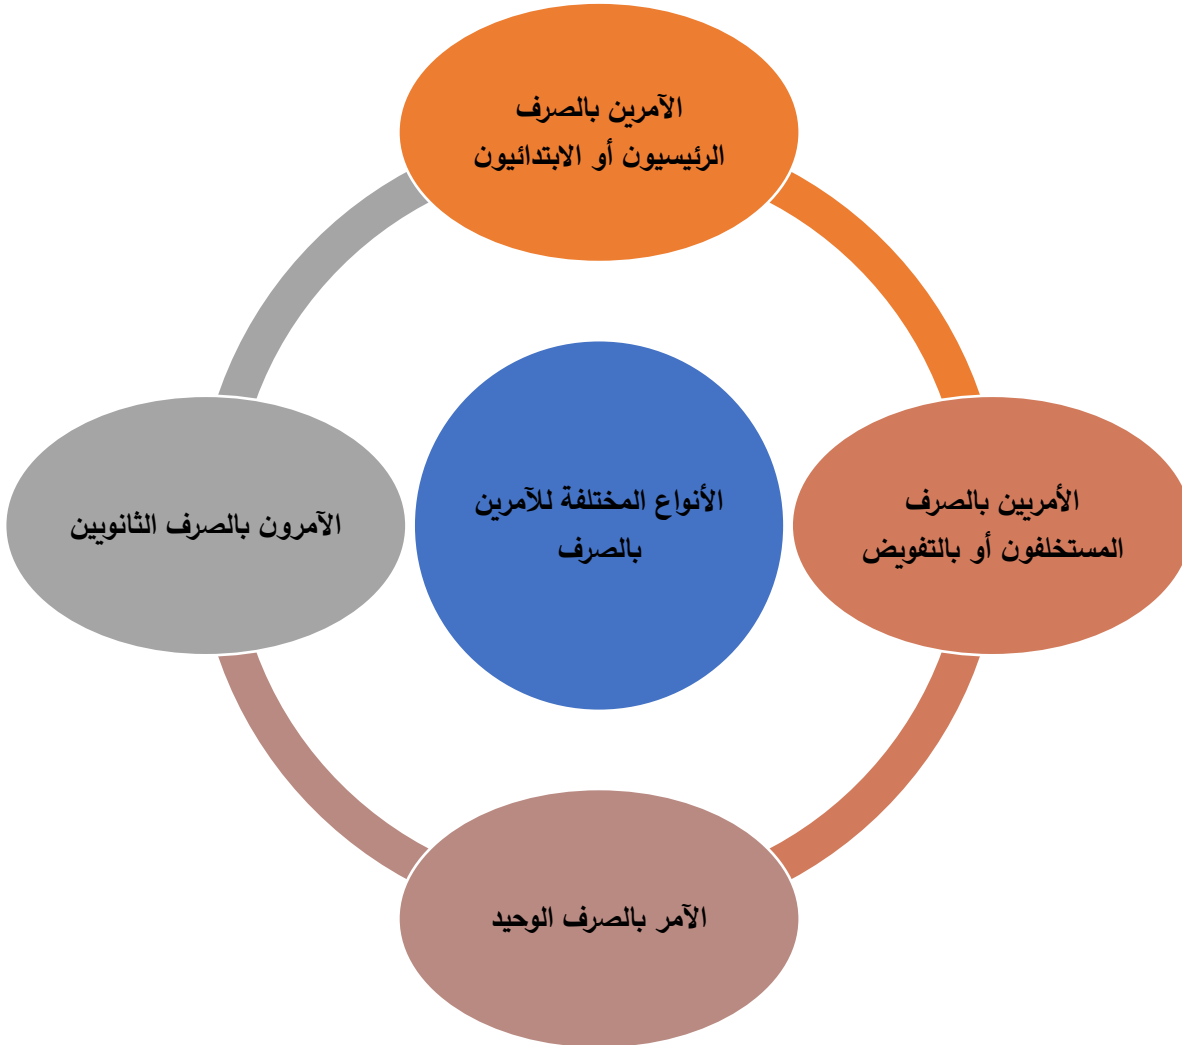 الآمرين بالصرف
الرئيسيون أو الابتدائيون
الأمريين بالصرف
المستخلفون أو بالتفويض
الأنواع المختلفة للآمرين
بالصرف
الآمرون بالصرف الثانويين
الآمر بالصرف الوحيد